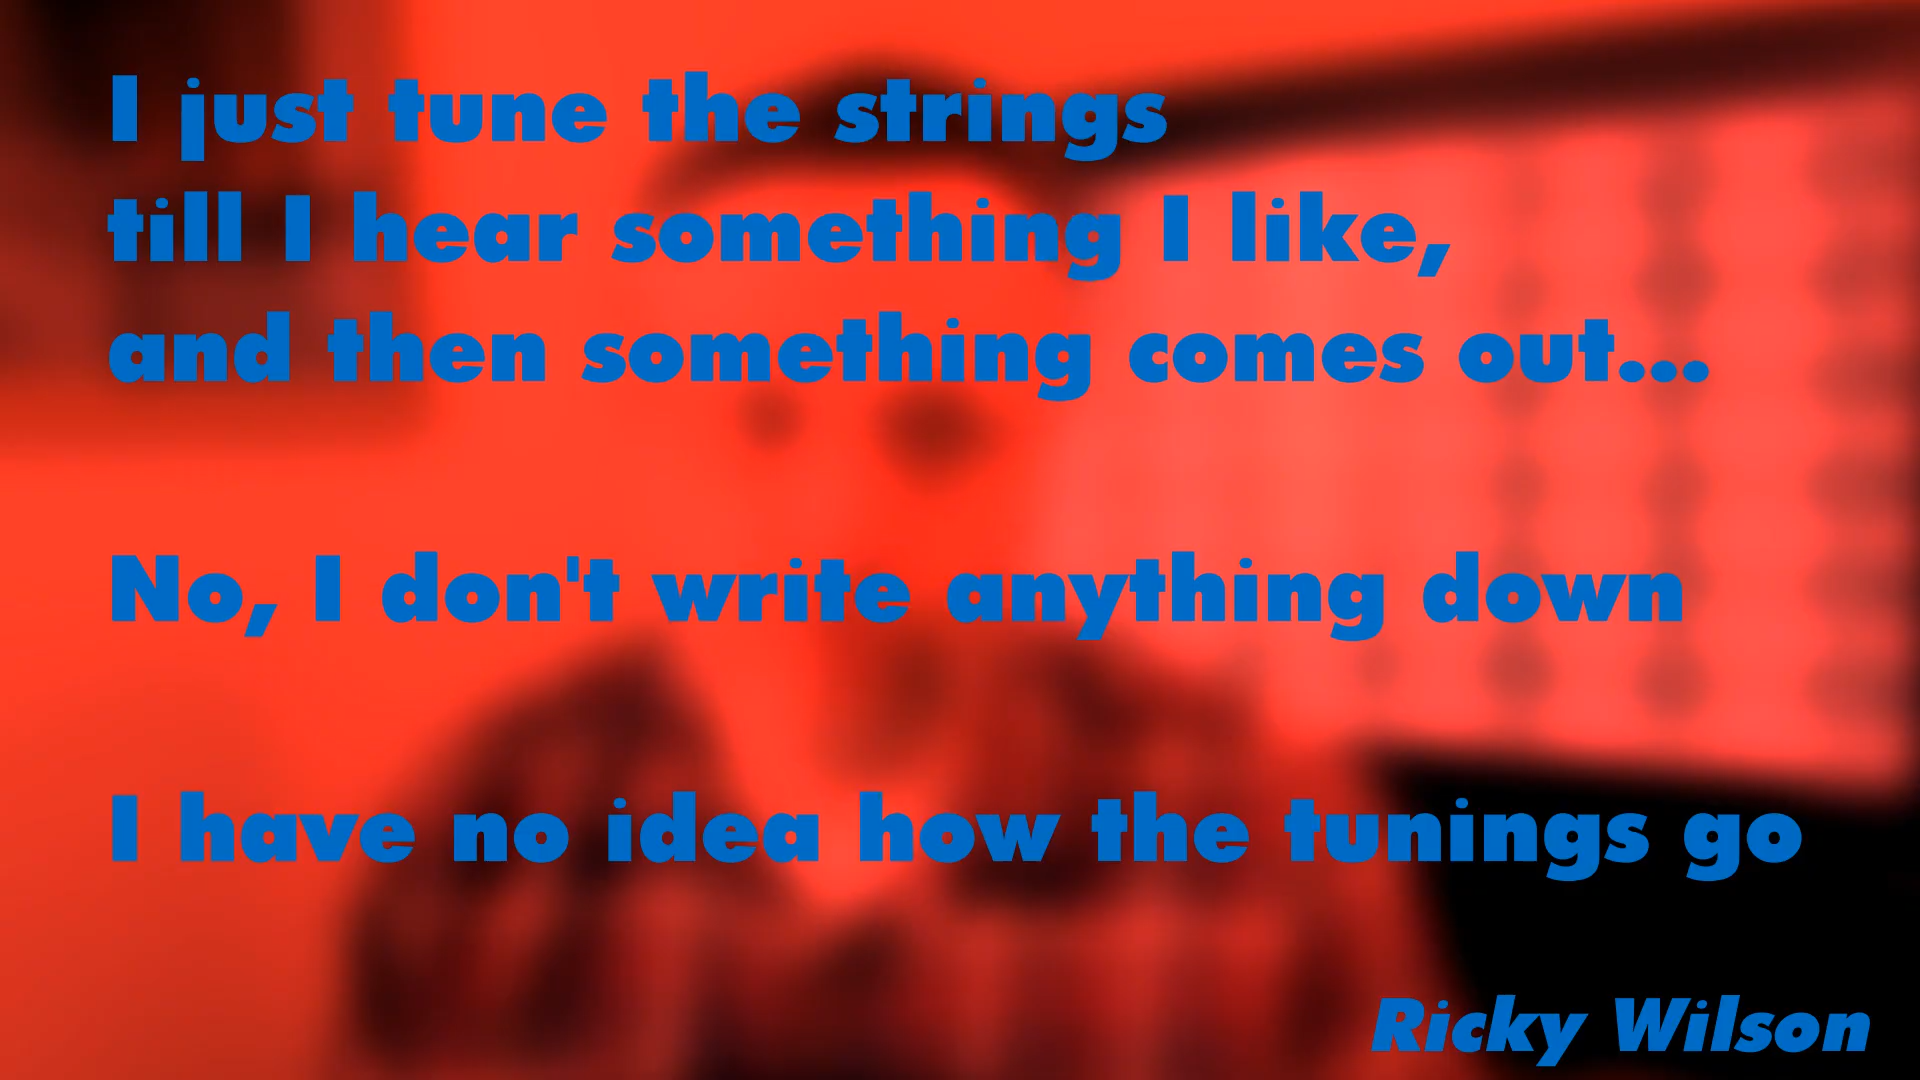 I just tune the strings
till I hear something I like,
and then something comes out...
No, I don't write anything down
I have no idea how the tunings go
Ricky Wilson